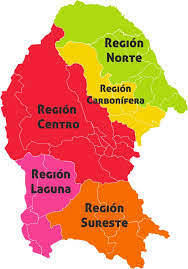 Región
Norte
Región
Carbonífera
Región
Centro
Región
Laguna
Región
Sureste